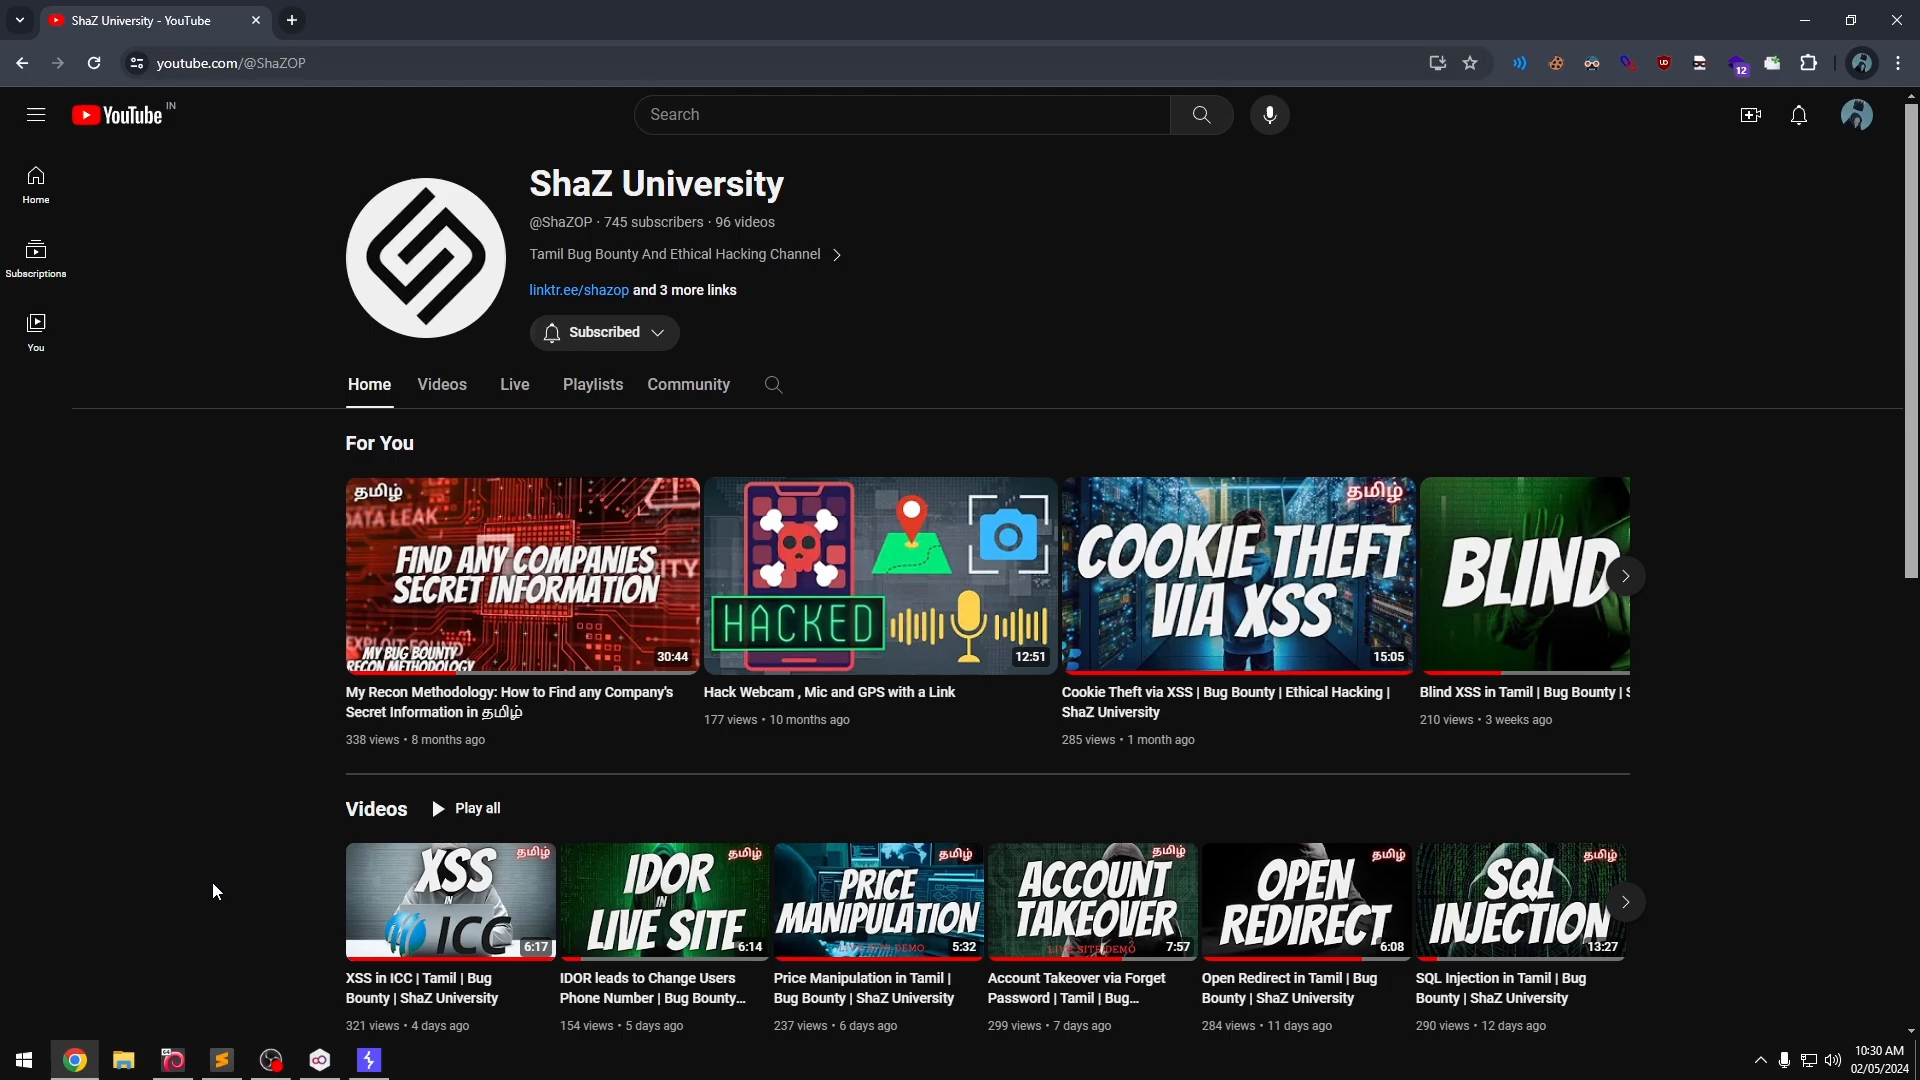 ShaZ University - YouTube
youtube.com/@ShaZOP
12
YouTube IN
Search
Home
Subscriptions
You
ShaZ University
@ShaZOP · 745 subscribers · 96 videos
Tamil Bug Bounty And Ethical Hacking Channel
linktr.ee/shazop and 3 more links
Subscribed
Home Videos Live Playlists Community
For You
தமிழ்
DATA LEAK
FIND ANY COMPANIES
SECRET INFORMATION
EXPLOIT BOUNTY
MY BUG BOUNTY
RECON METHODOLOGY
30:44
HACKED
12:51
தமிழ்
COOKIE THEFT
VIA XSS
15:05
BLIND
My Recon Methodology: How to Find any Company's
Secret Information in தமிழ்
338 views • 8 months ago
Hack Webcam , Mic and GPS with a Link
177 views • 10 months ago
Cookie Theft via XSS | Bug Bounty | Ethical Hacking |
ShaZ University
285 views • 1 month ago
Blind XSS in Tamil | Bug Bounty |
210 views • 3 weeks ago
Videos Play all
தமிழ்
XSS
IN
ICC
6:17
தமிழ்
IDOR
IN
LIVE SITE
6:14
தமிழ்
PRICE
MANIPULATION
LIVE SITE DEMO
5:32
தமிழ்
ACCOUNT
TAKEOVER
LIVE SITE DEMO
7:57
தமிழ்
OPEN
REDIRECT
6:08
தமிழ்
SQL
INJECTION
13:27
XSS in ICC | Tamil | Bug
Bounty | ShaZ University
321 views • 4 days ago
IDOR leads to Change Users
Phone Number | Bug Bounty...
154 views • 5 days ago
Price Manipulation in Tamil |
Bug Bounty | ShaZ University
237 views • 6 days ago
Account Takeover via Forget
Password | Tamil | Bug...
299 views • 7 days ago
Open Redirect in Tamil | Bug
Bounty | ShaZ University
284 views • 11 days ago
SQL Injection in Tamil | Bug
Bounty | ShaZ University
290 views • 12 days ago
10:30 AM
02/05/2024